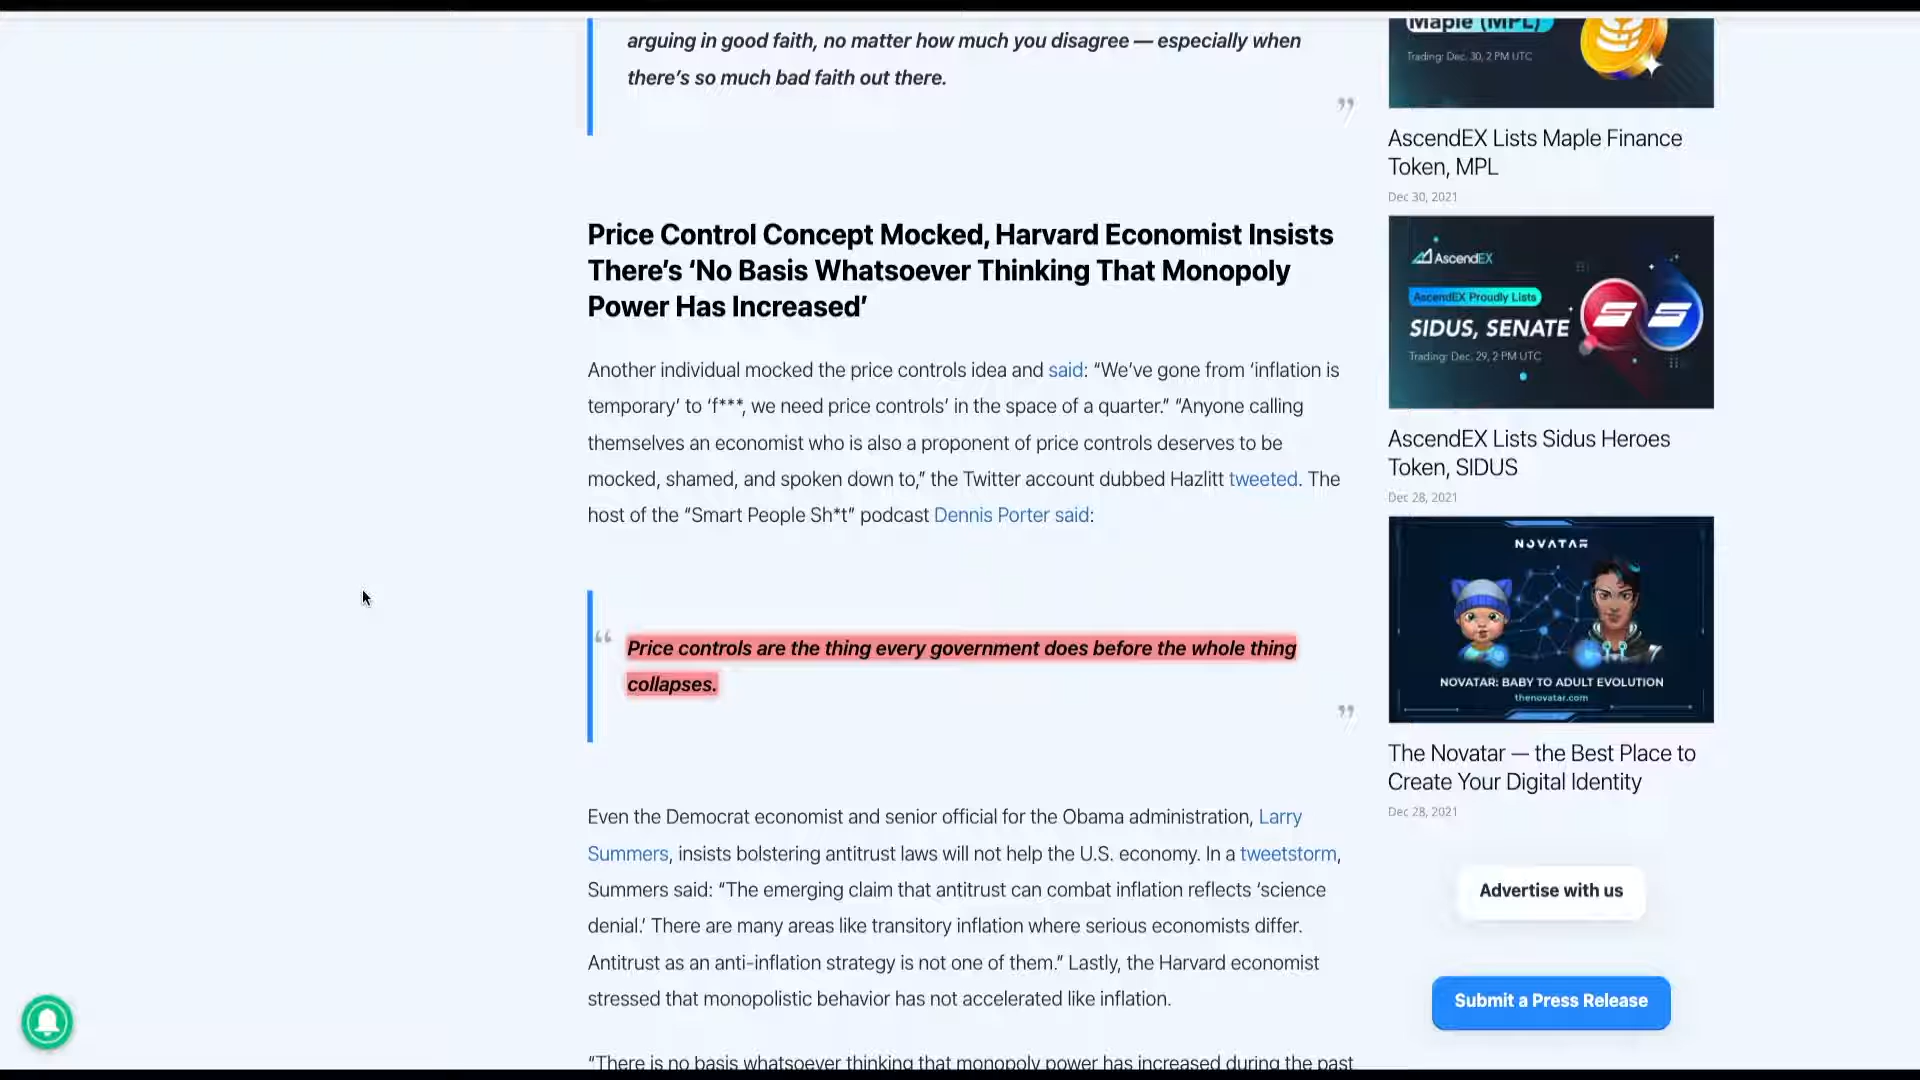 arguing in good faith, no matter how much you disagree — especially when
there’s so much bad faith out there.
”
Price Control Concept Mocked, Harvard Economist Insists
There’s ‘No Basis Whatsoever Thinking That Monopoly
Power Has Increased’
Another individual mocked the price controls idea and said: “We’ve gone from ‘inflation is
temporary’ to ‘f***, we need price controls’ in the space of a quarter.” “Anyone calling
themselves an economist who is also a proponent of price controls deserves to be
mocked, shamed, and spoken down to,” the Twitter account dubbed Hazlitt tweeted. The
host of the “Smart People Sh*t” podcast Dennis Porter said:
“
Price controls are the thing every government does before the whole thing
collapses.
”
Even the Democrat economist and senior official for the Obama administration, Larry
Summers, insists bolstering antitrust laws will not help the U.S. economy. In a tweetstorm,
Summers said: “The emerging claim that antitrust can combat inflation reflects ‘science
denial.’ There are many areas like transitory inflation where serious economists differ.
Antitrust as an anti-inflation strategy is not one of them.” Lastly, the Harvard economist
stressed that monopolistic behavior has not accelerated like inflation.
“There is no basis whatsoever thinking that monopoly power has increased during the past
Maple (MPL)
Trading: Dec. 30, 2 PM UTC
AscendEX Lists Maple Finance
Token, MPL
Dec 30, 2021
AscendEX
AscendEX Proudly Lists
SIDUS, SENATE
Trading: Dec. 29, 2 PM UTC
AscendEX Lists Sidus Heroes
Token, SIDUS
Dec 28, 2021
NOVATAR
NOVATAR: BABY TO ADULT EVOLUTION
thenovatar.com
The Novatar — the Best Place to
Create Your Digital Identity
Dec 28, 2021
Advertise with us
Submit a Press Release